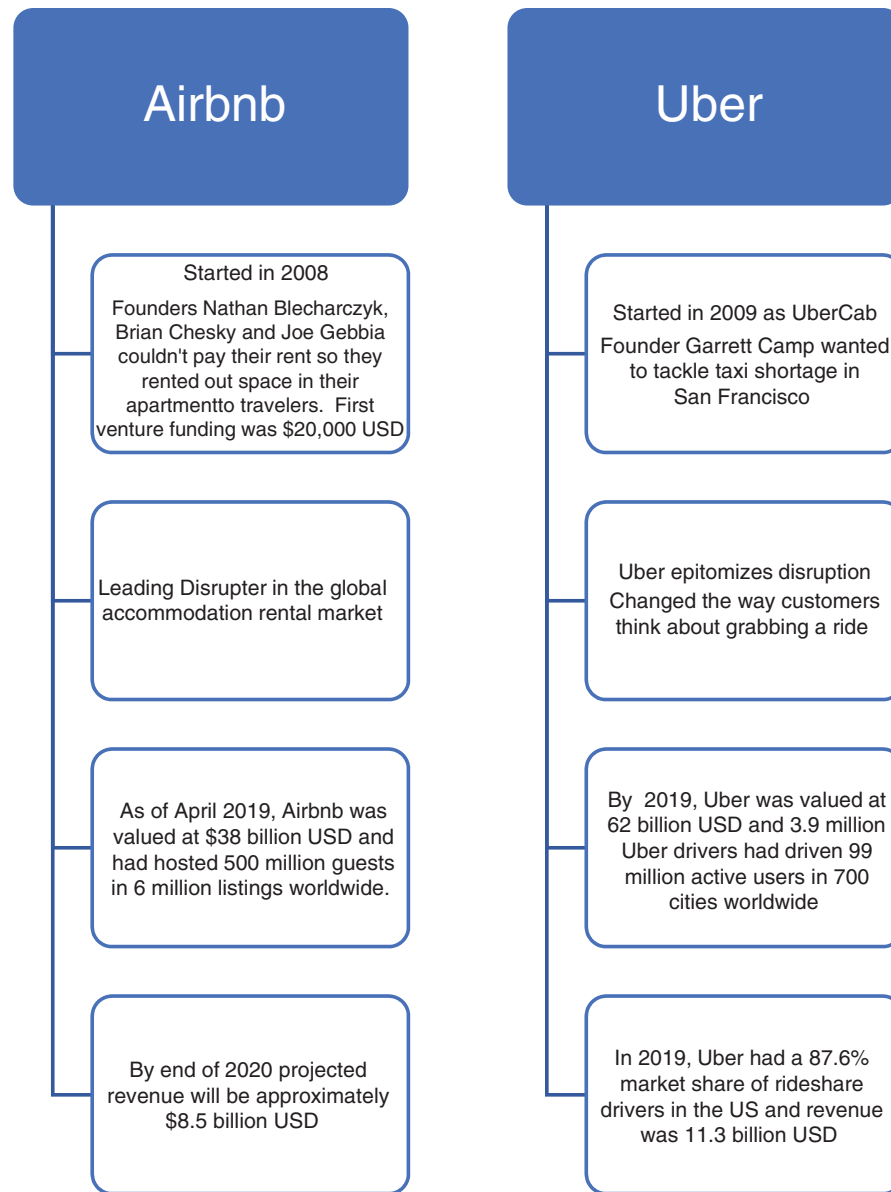 Airbnb
Started in 2008
Founders Nathan Blecharczyk,
Brian Chesky and Joe Gebbia
couldn't pay their rent so they
rented out space in their
apartmentto travelers. First
venture funding was $20,000 USD
Leading Disrupter in the global
accommodation rental market
As of April 2019, Airbnb was
valued at $38 billion USD and
had hosted 500 million guests
in 6 million listings worldwide.
By end of 2020 projected
revenue will be approximately
$8.5 billion USD
Uber
Started in 2009 as UberCab
Founder Garrett Camp wanted
to tackle taxi shortage in
San Francisco
Uber epitomizes disruption
Changed the way customers
think about grabbing a ride
By 2019, Uber was valued at
62 billion USD and 3.9 million
Uber drivers had driven 99
million active users in 700
cities worldwide
In 2019, Uber had a 87.6%
market share of rideshare
drivers in the US and revenue
was 11.3 billion USD